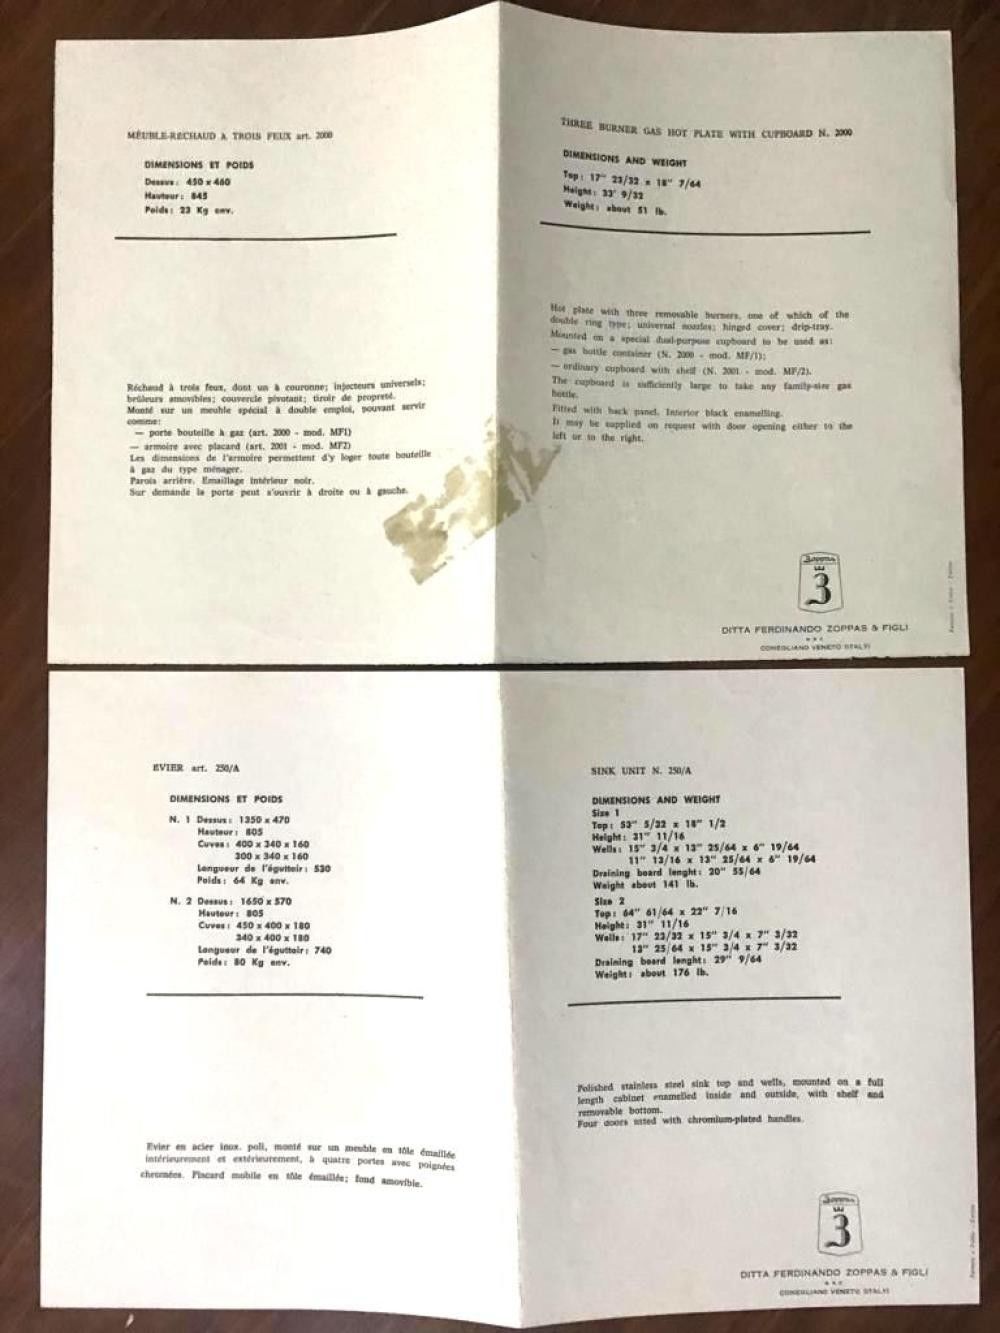 MEUBLE-RECHAUD A TROIS FEUX art. 2000
DIMENSIONS ET POIDS
Dessus: 450 x 460
Hauteur: 845
Poids: 23 Kg env.
Réchaud à trois feux, dont un à couronne; injecteurs universels;
brûleurs amovibles; couvercle pivotant; tiroir de propreté.
Monté sur un meuble spécial à double emploi, pouvant servir
comme:
— porte bouteille à gaz (art. 2000 - mod. MF1)
— armoire avec placard (art. 2001 - mod. MF2)
Les dimensions de l'armoire permettent d'y loger toute bouteille
à gaz du type ménager.
Parois arrière. Emaillage intérieur noir.
Sur demande la porte peut s'ouvrir à droite ou à gauche.
THREE BURNER GAS HOT PLATE WITH CUPBOARD N. 2000
DIMENSIONS AND WEIGHT
Top: 17" 23/32 x 18" 7/64
Height: 33' 9/32
Weight: about 51 lb.
Hot plate with three removable burners, one of which of the
double ring type; universal nozzles; hinged cover; drip-tray.
Mounted on a special dual-purpose cupboard to be used as:
— gas bottle container (N. 2000 - mod. MF/1);
— ordinary cupboard with shelf (N. 2001 - mod. MF/2).
The cupboard is sufficiently large to take any family-size gas
bottle.
Fitted with back panel. Interior black enamelling.
It may be supplied on request with door opening either to the
left or to the right.
Zoppas
DITTA FERDINANDO ZOPPAS & FIGLI
CONEGLIANO VENETO (ITALY)
EVIER art. 250/A
DIMENSIONS ET POIDS
N. 1 Dessus: 1350 x 470
Hauteur: 805
Cuves: 400 x 340 x 160
300 x 340 x 160
Longueur de l'éguttoir: 530
Poids: 64 Kg env.
N. 2 Dessus: 1650 x 570
Hauteur: 805
Cuves: 450 x 400 x 180
340 x 400 x 180
Longueur de l'éguttoir: 740
Poids: 80 Kg env.
Evier en acier inox. poli, monté sur un meuble en tôle émaillée
intérieurement et extérieurement, à quatre portes avec poignées
chromées. Placard mobile en tôle émaillée; fond amovible.
SINK UNIT N. 250/A
DIMENSIONS AND WEIGHT
Size 1
Top: 53" 5/32 x 18" 1/2
Height: 31" 11/16
Wells: 15" 3/4 x 13" 25/64 x 6" 19/64
11" 13/16 x 13" 25/64 x 6" 19/64
Draining board lenght: 20" 55/64
Weight about 141 lb.
Size 2
Top: 64" 61/64 x 22" 7/16
Height: 31" 11/16
Wells: 17" 23/32 x 15" 3/4 x 7" 3/32
13" 25/64 x 15" 3/4 x 7" 3/32
Draining board lenght: 29" 9/64
Weight: about 176 lb.
Polished stainless steel sink top and wells, mounted on a full
length cabinet enamelled inside and outside, with shelf and
removable bottom.
Four doors fitted with chromium-plated handles.
Zoppas
DITTA FERDINANDO ZOPPAS & FIGLI
CONEGLIANO VENETO (ITALY)